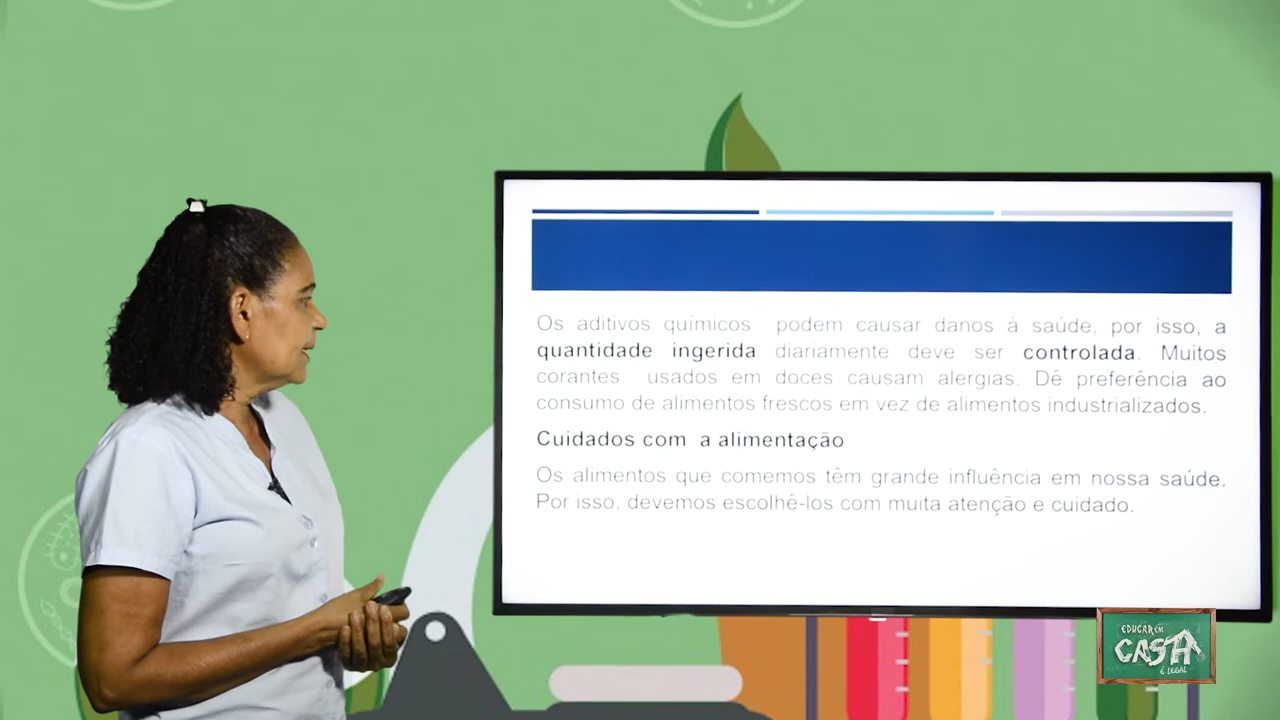 Os aditivos químicos podem causar danos à saúde, por isso, a
quantidade ingerida diariamente deve ser controlada. Muitos
corantes usados em doces causam alergias. Dê preferência ao
consumo de alimentos frescos em vez de alimentos industrializados.
Cuidados com a alimentação
Os alimentos que comemos têm grande influência em nossa saúde.
Por isso, devemos escolhê-los com muita atenção e cuidado.
EDUCAR EM
CASA
É LEGAL